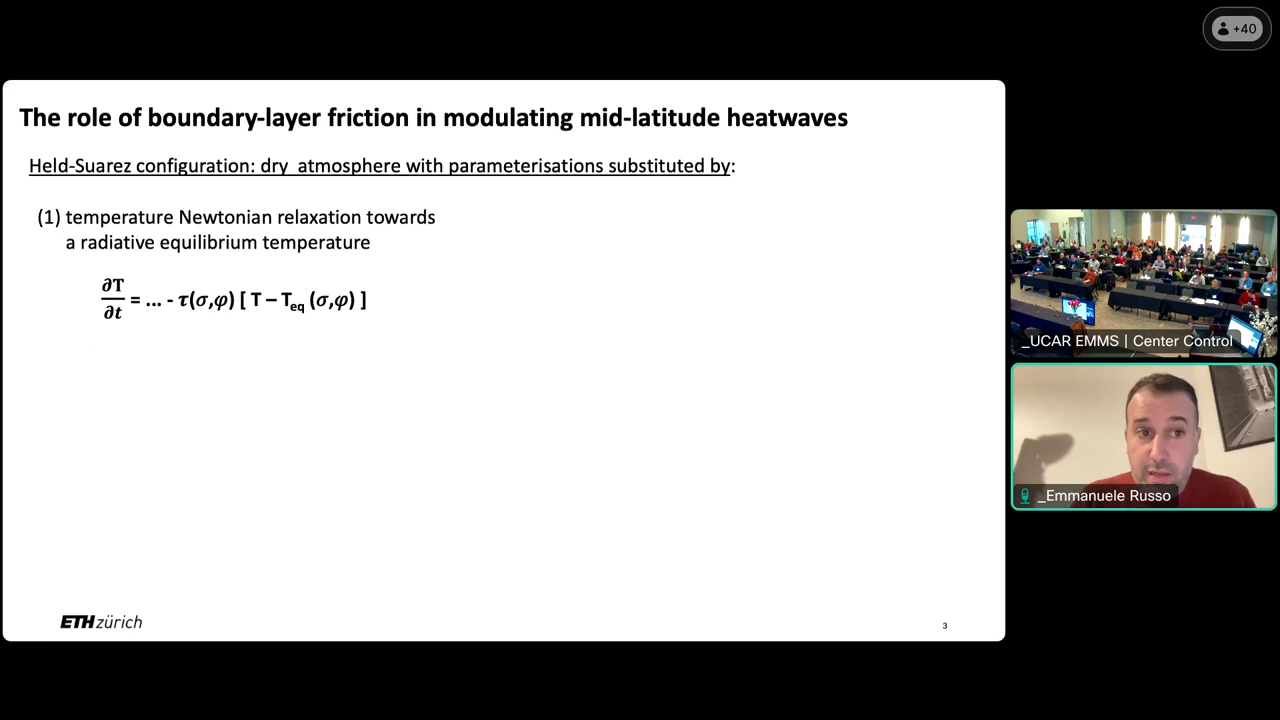 +40
The role of boundary-layer friction in modulating mid-latitude heatwaves
Held-Suarez configuration: dry  atmosphere with parameterisations substituted by:
(1) temperature Newtonian relaxation towards
a radiative equilibrium temperature
∂T/∂t = ... - τ(σ,φ) [ T – Teq (σ,φ) ]
ETH zürich
3
_UCAR EMMS | Center Control
_Emmanuele Russo